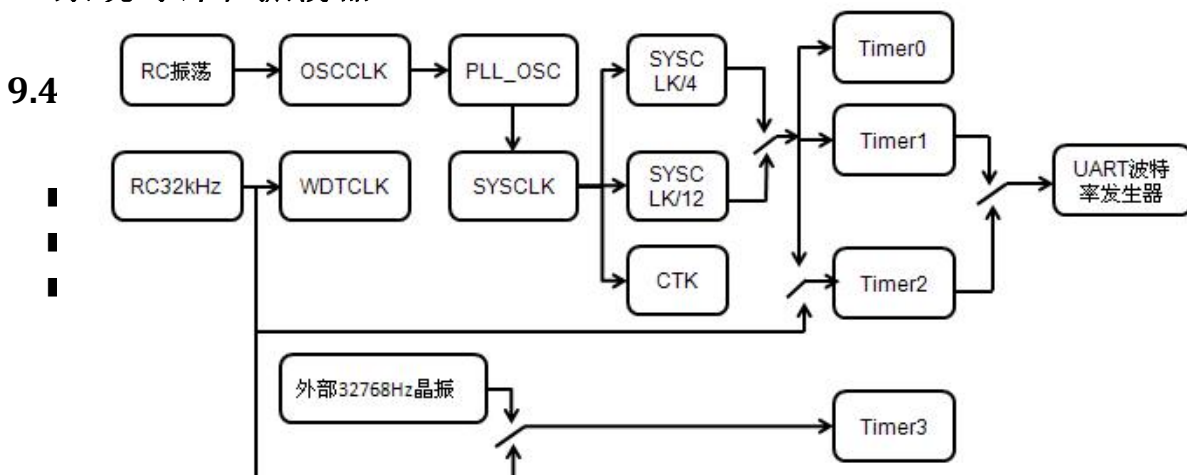 9.4
RC振荡
OSCCLK
PLL_OSC
SYSC
LK/4
Timer0
Timer1
RC32kHz
WDTCLK
SYSCLK
SYSC
LK/12
UART波特
率发生器
CTK
Timer2
外部32768Hz晶振
Timer3